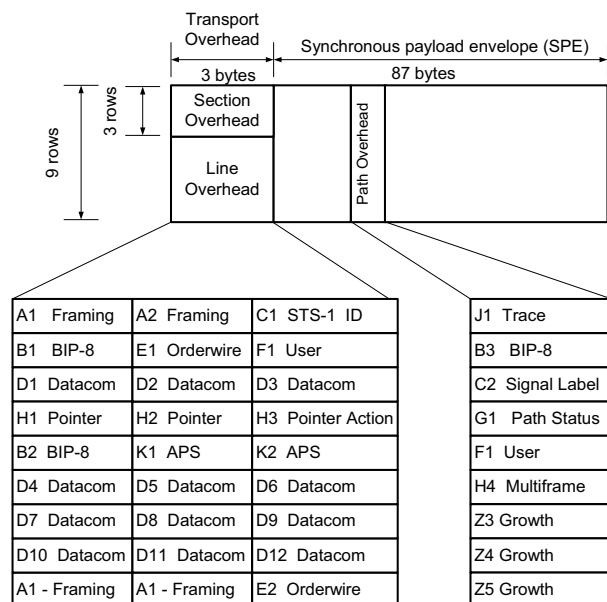 Transport
Overhead
Synchronous payload envelope (SPE)
3 bytes
87 bytes
9 rows
3 rows
Section
Overhead
Line
Overhead
Path Overhead
A1 Framing A2 Framing C1 STS-1 ID
B1 BIP-8 E1 Orderwire F1 User
D1 Datacom D2 Datacom D3 Datacom
H1 Pointer H2 Pointer H3 Pointer Action
B2 BIP-8 K1 APS K2 APS
D4 Datacom D5 Datacom D6 Datacom
D7 Datacom D8 Datacom D9 Datacom
D10 Datacom D11 Datacom D12 Datacom
A1 - Framing A1 - Framing E2 Orderwire
J1 Trace
B3 BIP-8
C2 Signal Label
G1 Path Status
F1 User
H4 Multiframe
Z3 Growth
Z4 Growth
Z5 Growth